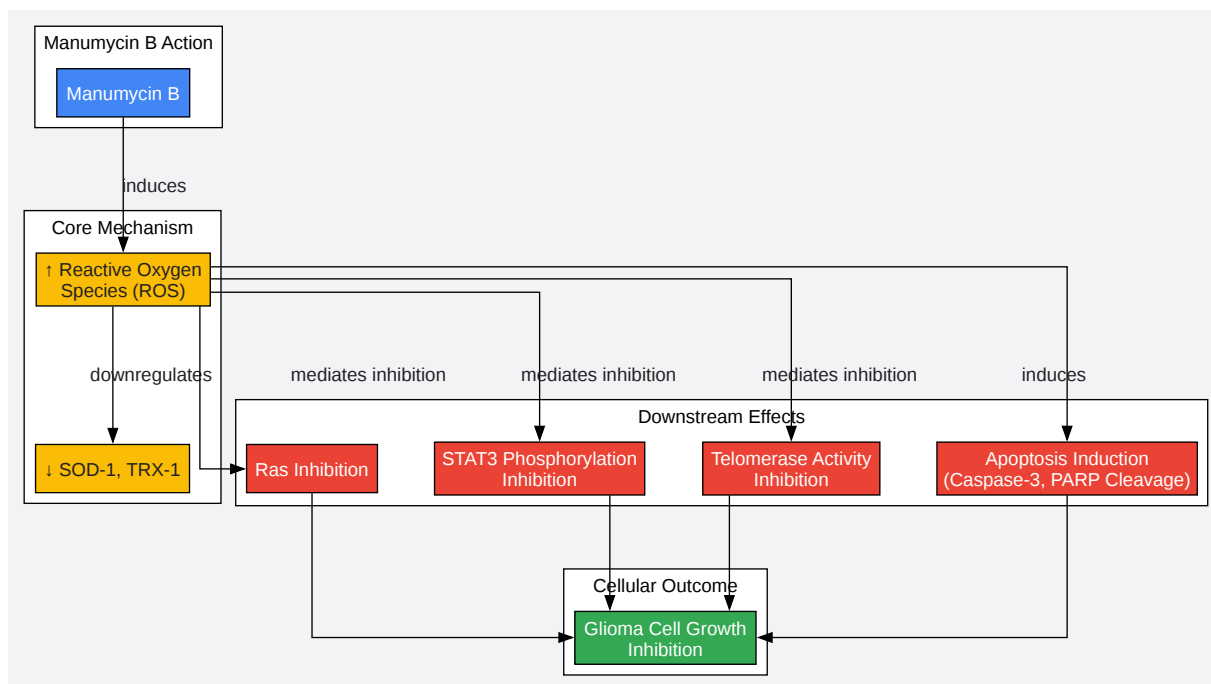 Manumycin B Action
Manumycin B
induces
Core Mechanism
↑ Reactive Oxygen
Species (ROS)
downregulates
mediates inhibition
mediates inhibition
mediates inhibition
induces
Downstream Effects
↓ SOD-1, TRX-1
Ras Inhibition
STAT3 Phosphorylation
Inhibition
Telomerase Activity
Inhibition
Apoptosis Induction
(Caspase-3, PARP Cleavage)
Cellular Outcome
Glioma Cell Growth
Inhibition